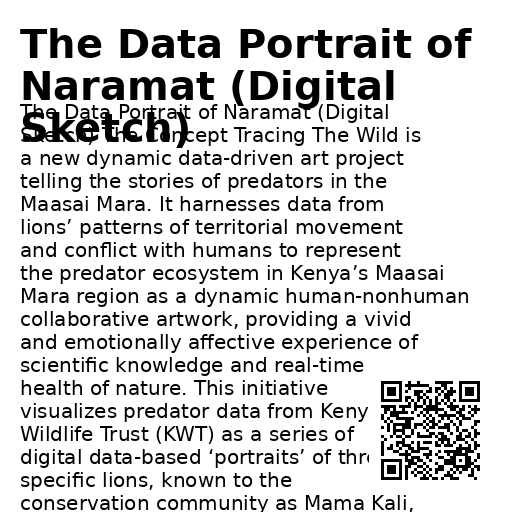 The Data Portrait of
Naramat (Digital
Sketch)
The Data Portrait of Naramat (Digital
Sketch) The Concept Tracing The Wild is
a new dynamic data-driven art project
telling the stories of predators in the
Maasai Mara. It harnesses data from
lions’ patterns of territorial movement
and conflict with humans to represent
the predator ecosystem in Kenya’s Maasai
Mara region as a dynamic human-nonhuman
collaborative artwork, providing a vivid
and emotionally affective experience of
scientific knowledge and real-time
health of nature. This initiative
visualizes predator data from Keny
Wildlife Trust (KWT) as a series of
digital data-based ‘portraits’ of thr
specific lions, known to the
conservation community as Mama Kali,